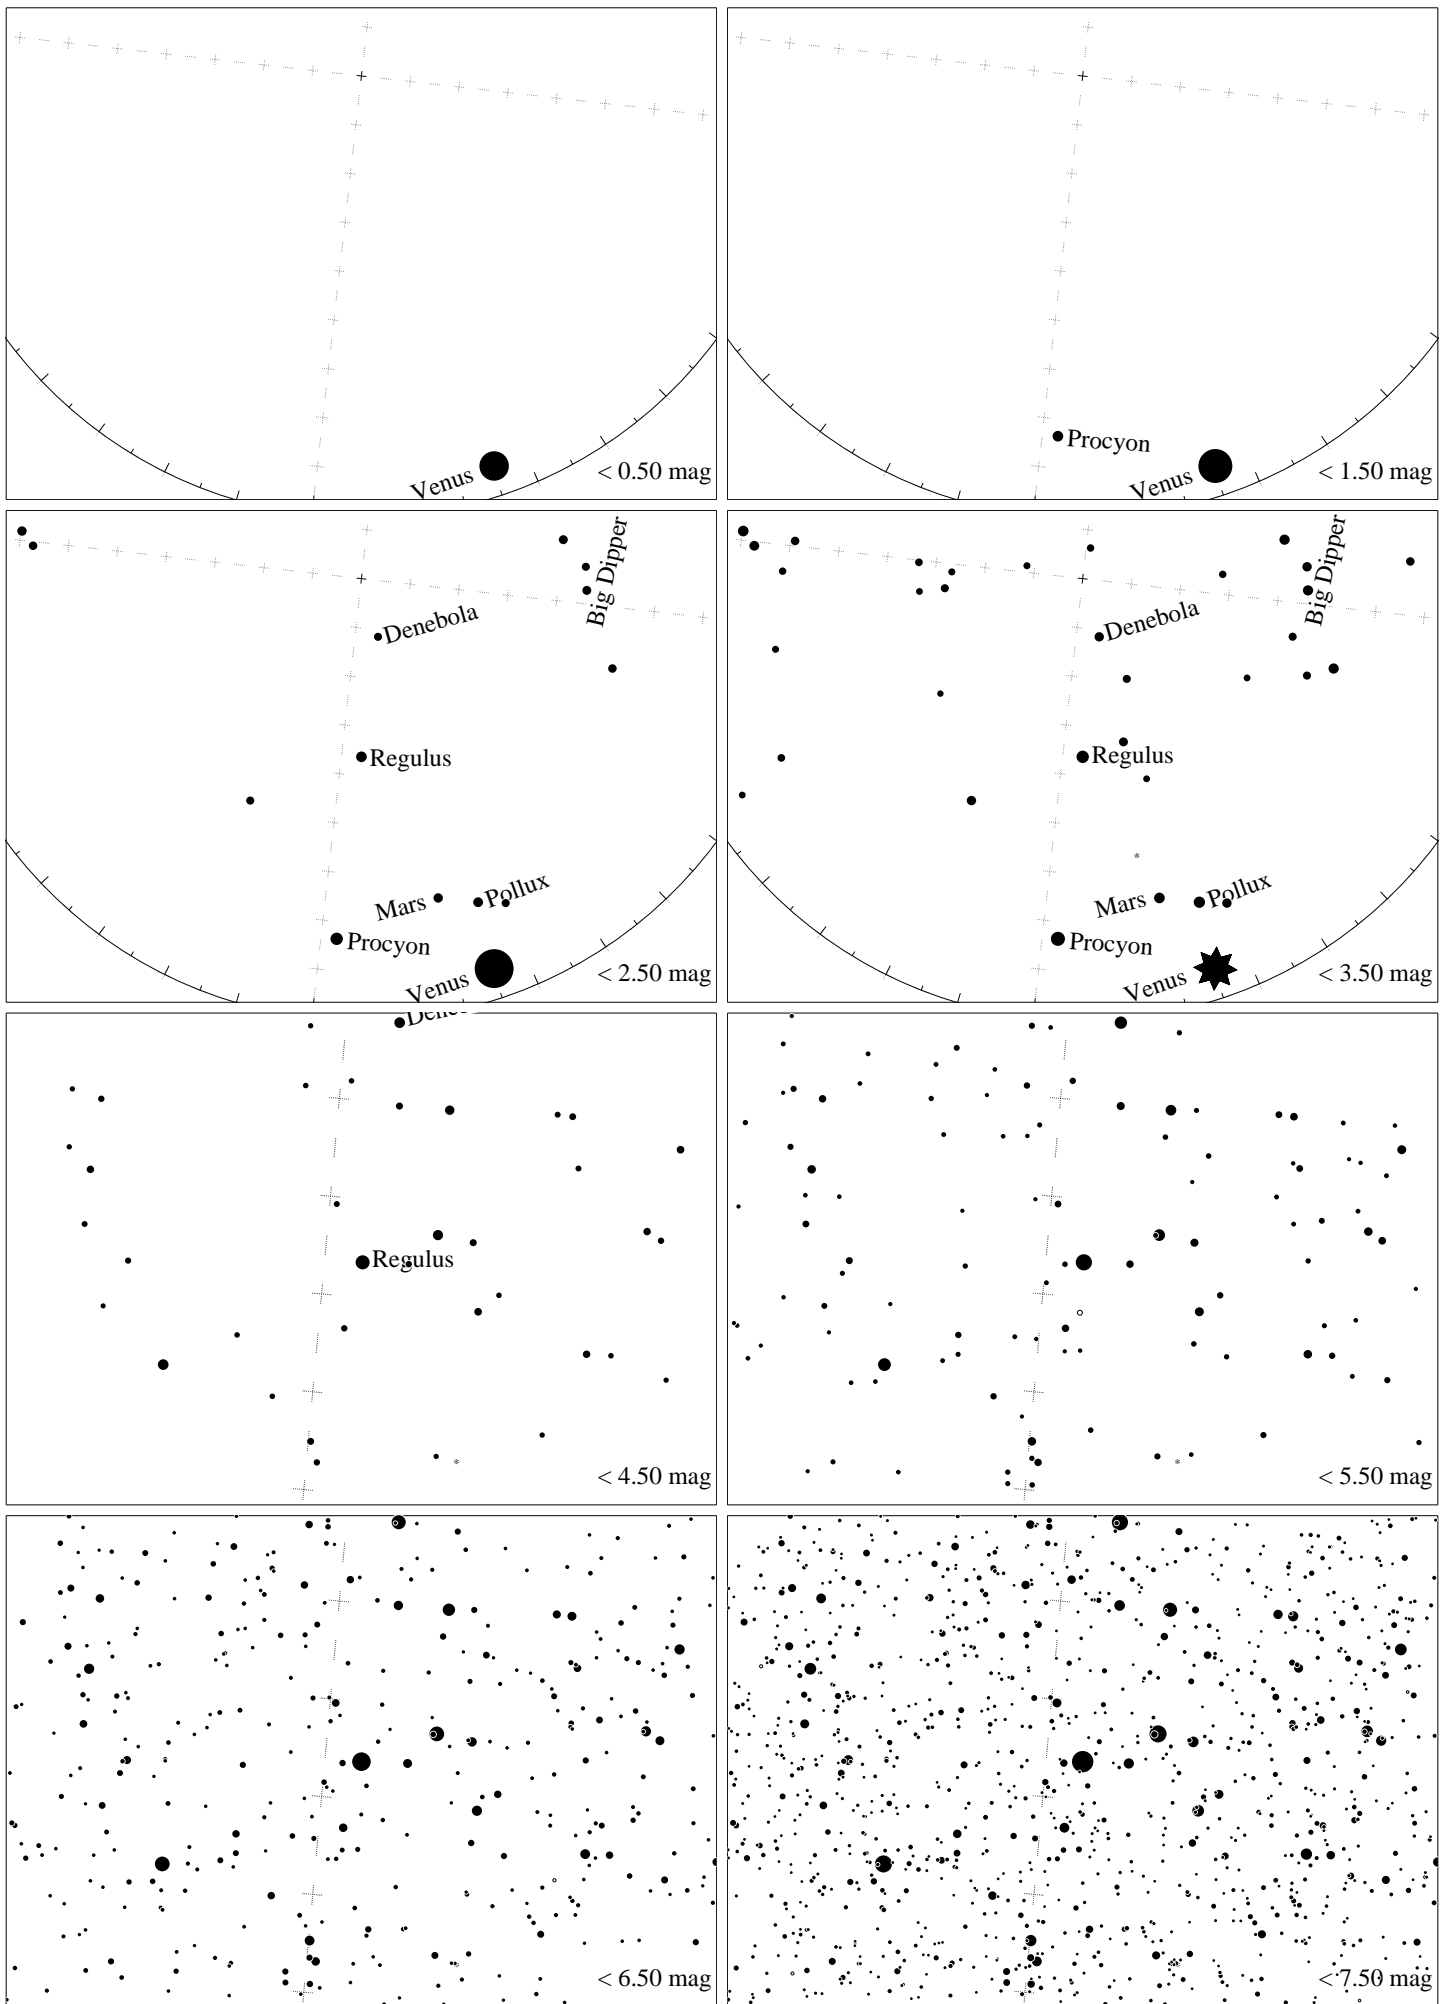 Venus
< 0.50 mag
Procyon
Venus
< 1.50 mag
Big Dipper
Denebola
Regulus
Pollux
Mars
Procyon
Venus
< 2.50 mag
Big Dipper
Denebola
Regulus
Pollux
Mars
Procyon
Venus
< 3.50 mag
Regulus
< 4.50 mag
< 5.50 mag
< 6.50 mag
< 7.50 mag